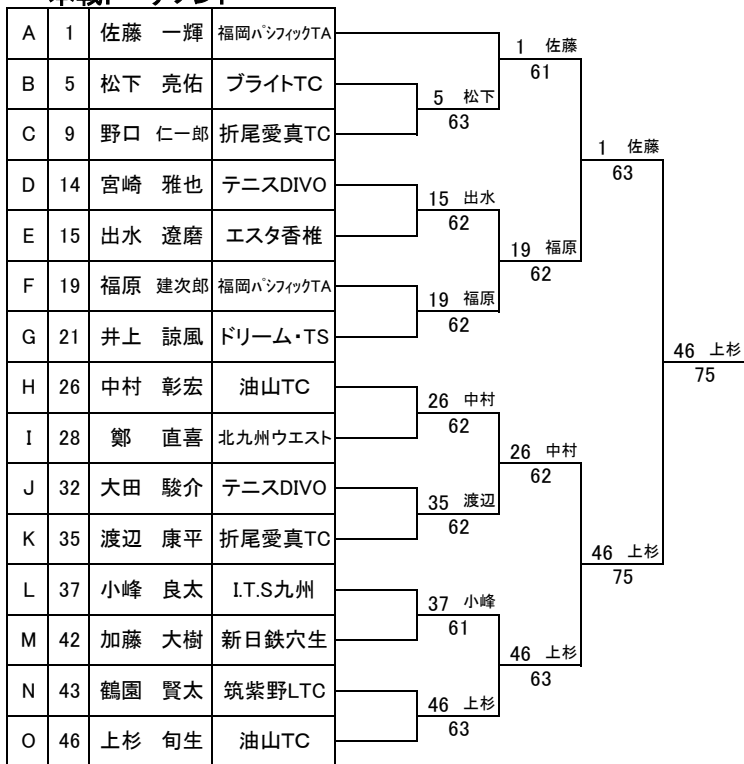 A 1 佐藤 一輝 福岡パシフィックTA
B 5 松下 亮佑 ブライトTC
C 9 野口 仁一郎 折尾愛真TC
D 14 宮崎 雅也 テニスDIVO
E 15 出水 遼磨 エスタ香椎
F 19 福原 建次郎 福岡パシフィックTA
G 21 井上 諒風 ドリーム・TS
H 26 中村 彰宏 油山TC
I 28 鄭 直喜 北九州ウエスト
J 32 大田 駿介 テニスDIVO
K 35 渡辺 康平 折尾愛真TC
L 37 小峰 良太 I.T.S九州
M 42 加藤 大樹 新日鉄穴生
N 43 鶴園 賢太 筑紫野LTC
O 46 上杉 旬生 油山TC
5 松下
63
15 出水
62
19 福原
62
26 中村
62
35 渡辺
62
37 小峰
61
46 上杉
63
1 佐藤
61
19 福原
62
26 中村
62
46 上杉
63
1 佐藤
63
46 上杉
75
46 上杉
75